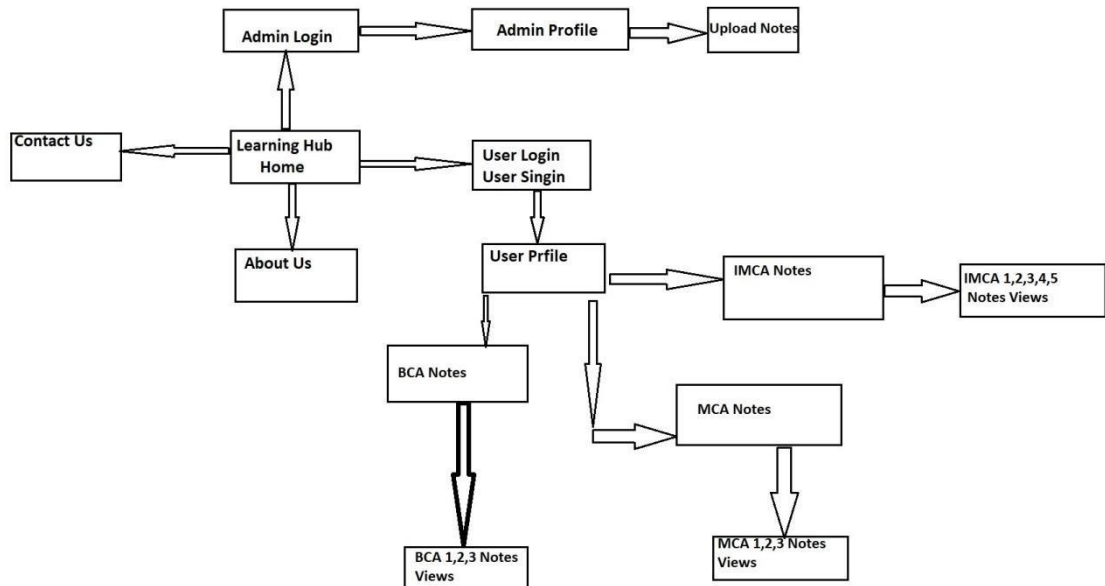 Admin Login
Admin Profile
Upload Notes
Contact Us
Learning Hub
Home
User Login
User Singin
About Us
User Prfile
IMCA Notes
IMCA 1,2,3,4,5
Notes Views
BCA Notes
MCA Notes
BCA 1,2,3 Notes
Views
MCA 1,2,3 Notes
Views